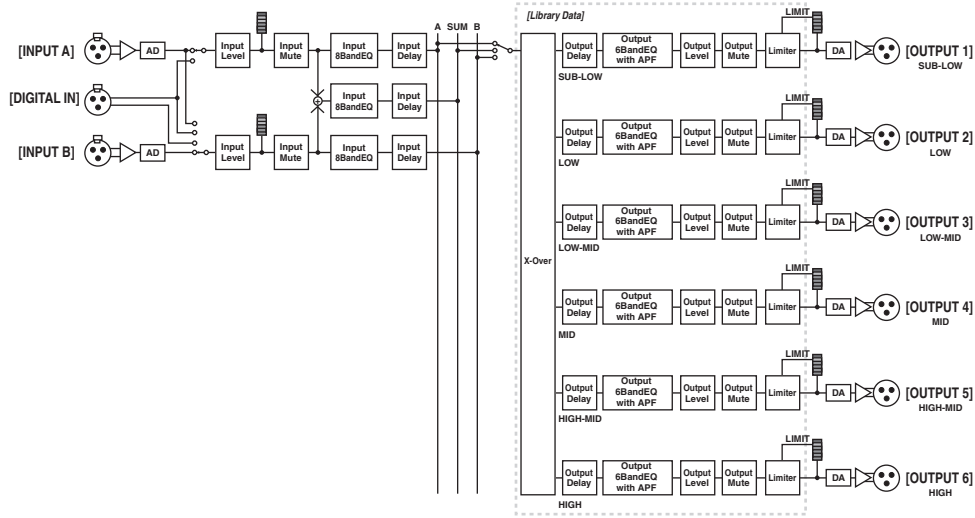 [Library Data]
A SUM B
LIMIT
[INPUT A]
AD
Input Level
Input Mute
Input 8BandEQ
Input Delay
Output Delay
Output 6BandEQ with APF
Output Level
Output Mute
Limiter
DA
[OUTPUT 1]
SUB-LOW
SUB-LOW
[DIGITAL IN]
Input 8BandEQ
Input Delay
LIMIT
[INPUT B]
AD
Input Level
Input Mute
Input 8BandEQ
Input Delay
Output Delay
Output 6BandEQ with APF
Output Level
Output Mute
Limiter
DA
[OUTPUT 2]
LOW
LOW
LIMIT
Output Delay
Output 6BandEQ with APF
Output Level
Output Mute
Limiter
DA
[OUTPUT 3]
LOW-MID
LOW-MID
X-Over
LIMIT
Output Delay
Output 6BandEQ with APF
Output Level
Output Mute
Limiter
DA
[OUTPUT 4]
MID
MID
LIMIT
Output Delay
Output 6BandEQ with APF
Output Level
Output Mute
Limiter
DA
[OUTPUT 5]
HIGH-MID
HIGH-MID
LIMIT
Output Delay
Output 6BandEQ with APF
Output Level
Output Mute
Limiter
DA
[OUTPUT 6]
HIGH
HIGH